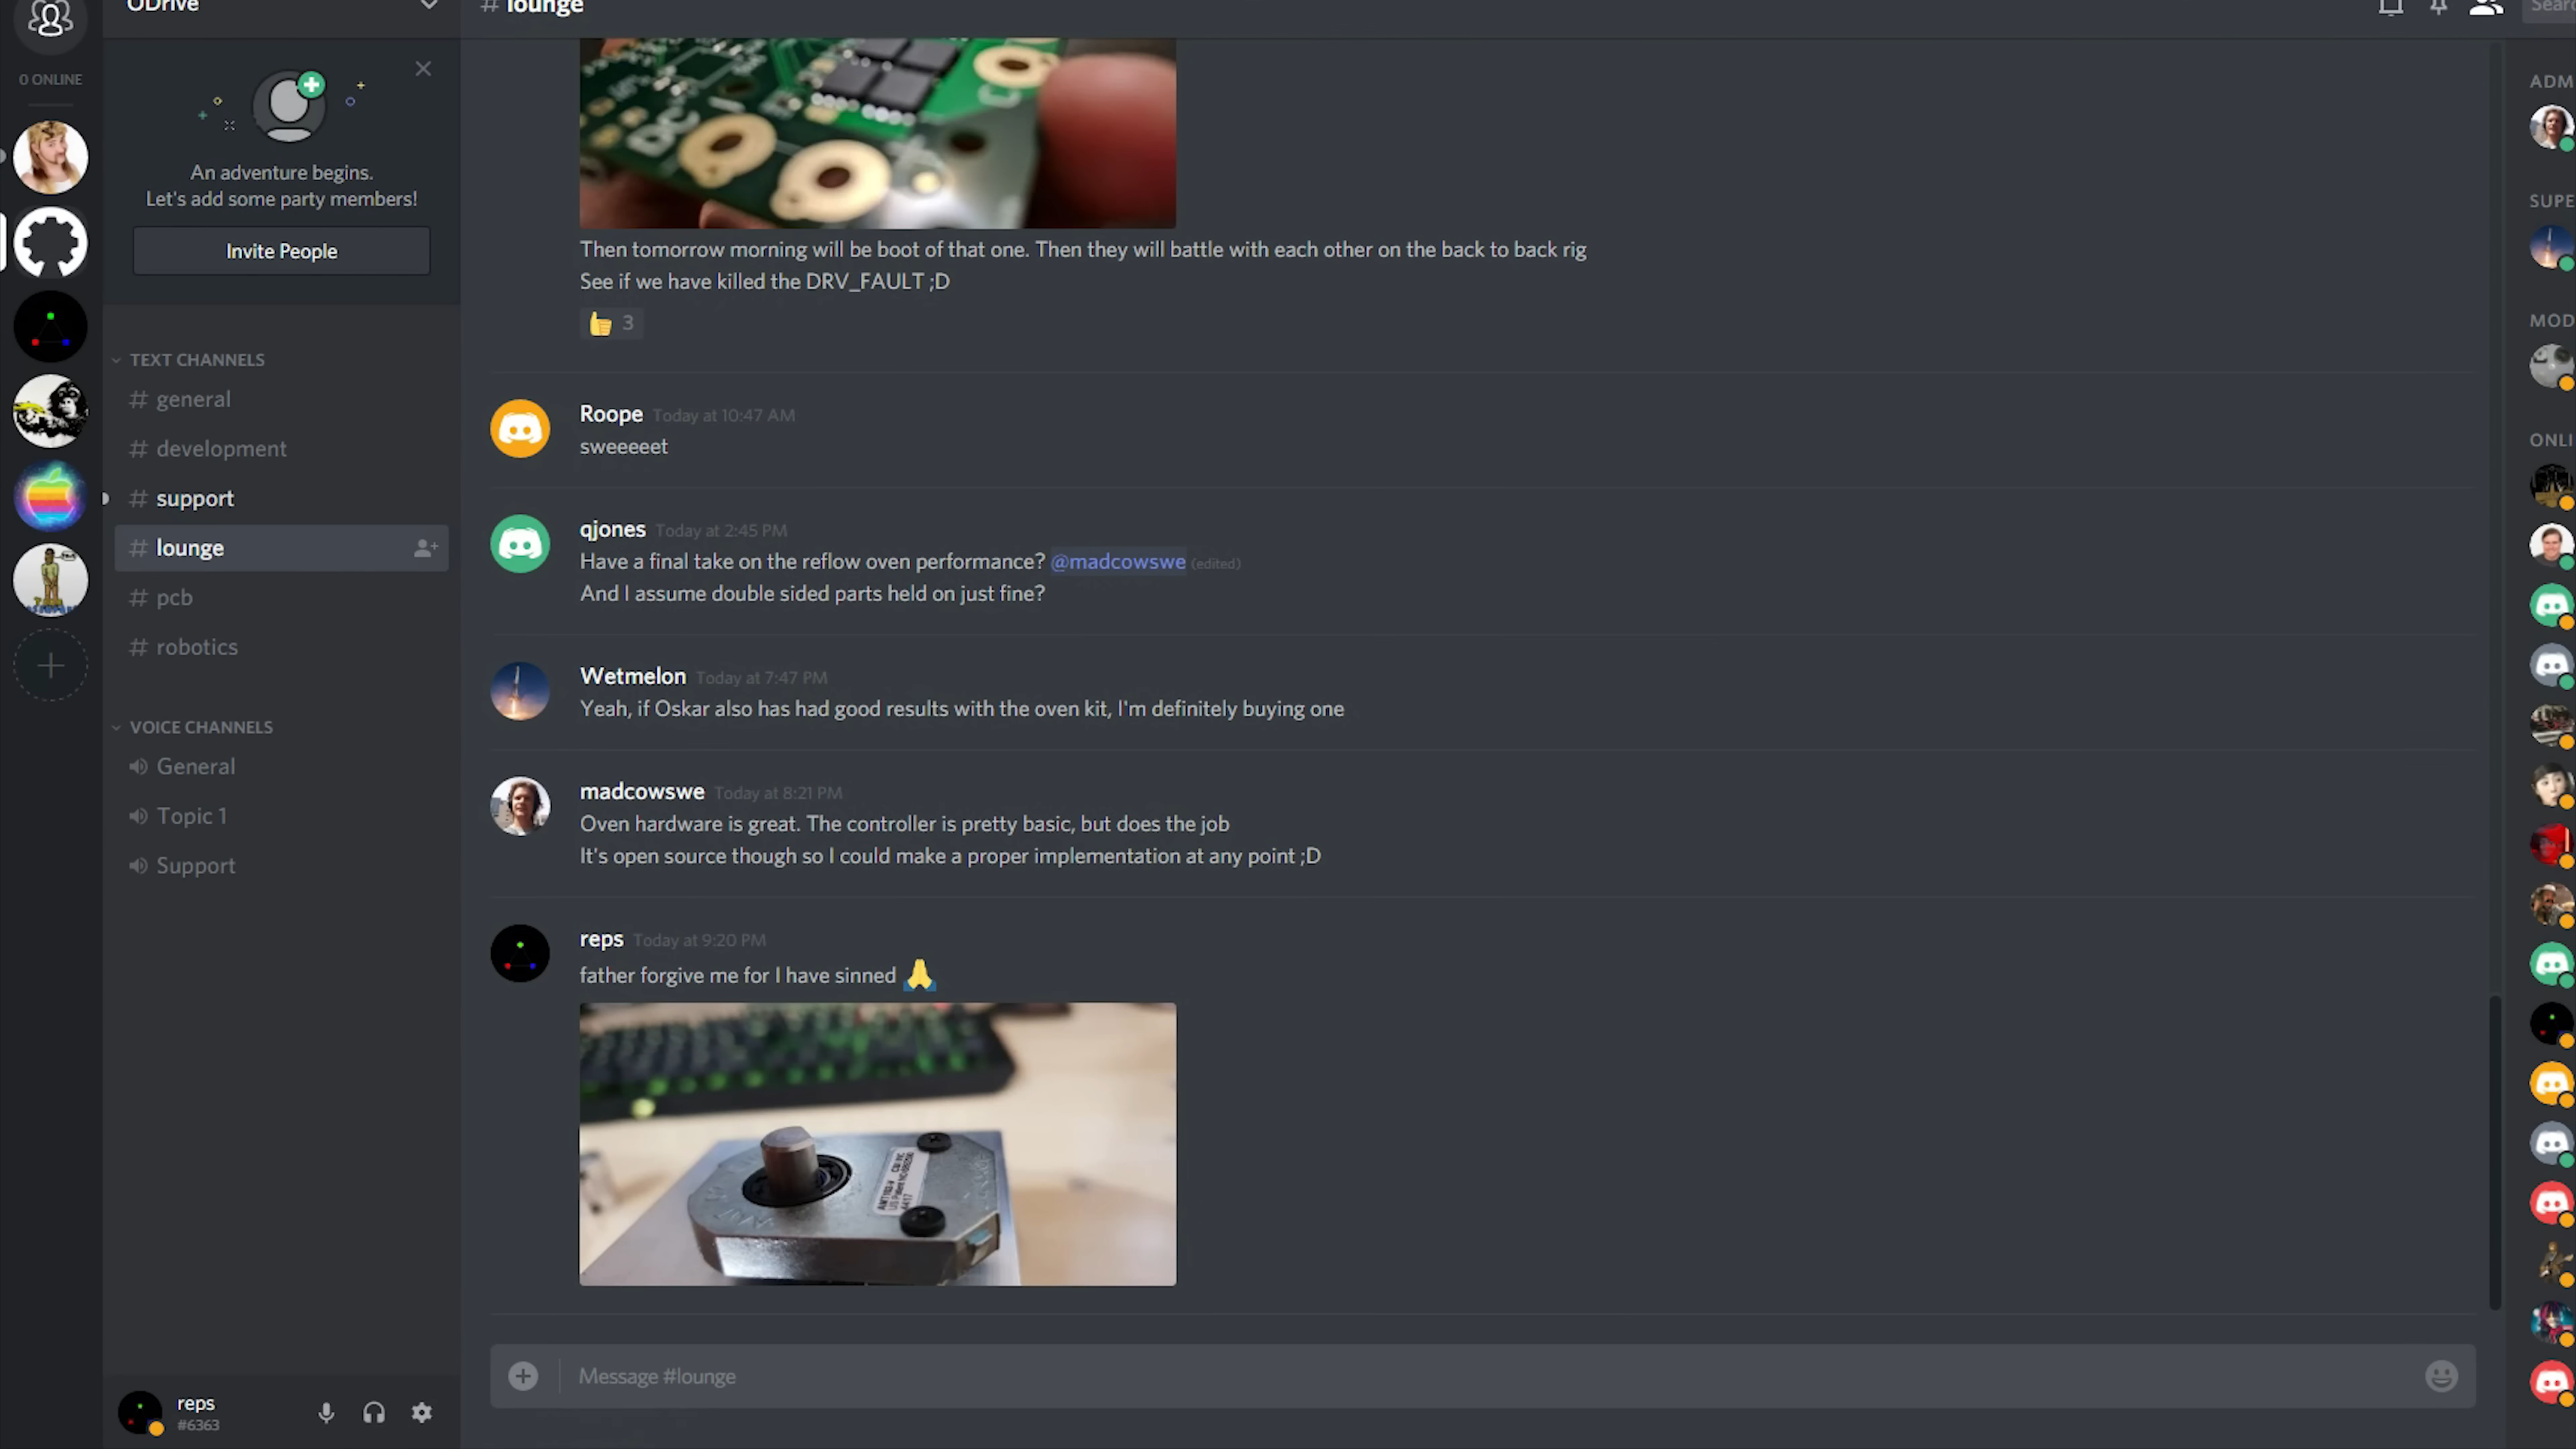 ODrive
# lounge
Search
0 ONLINE
An adventure begins.
Let's add some party members!
Invite People
TEXT CHANNELS
# general
# development
# support
# lounge
# pcb
# robotics
VOICE CHANNELS
General
Topic 1
Support
reps
#6363
DC
Then tomorrow morning will be boot of that one. Then they will battle with each other on the back to back rig
See if we have killed the DRV_FAULT ;D
3
Roope Today at 10:47 AM
sweeeeet
qjones Today at 2:45 PM
Have a final take on the reflow oven performance? @madcowswe (edited)
And I assume double sided parts held on just fine?
Wetmelon Today at 7:47 PM
Yeah, if Oskar also has had good results with the oven kit, I'm definitely buying one
madcowswe Today at 8:21 PM
Oven hardware is great. The controller is pretty basic, but does the job
It's open source though so I could make a proper implementation at any point ;D
reps Today at 9:20 PM
father forgive me for I have sinned
Message #lounge
ADM
SUPE
MOD
ONLI